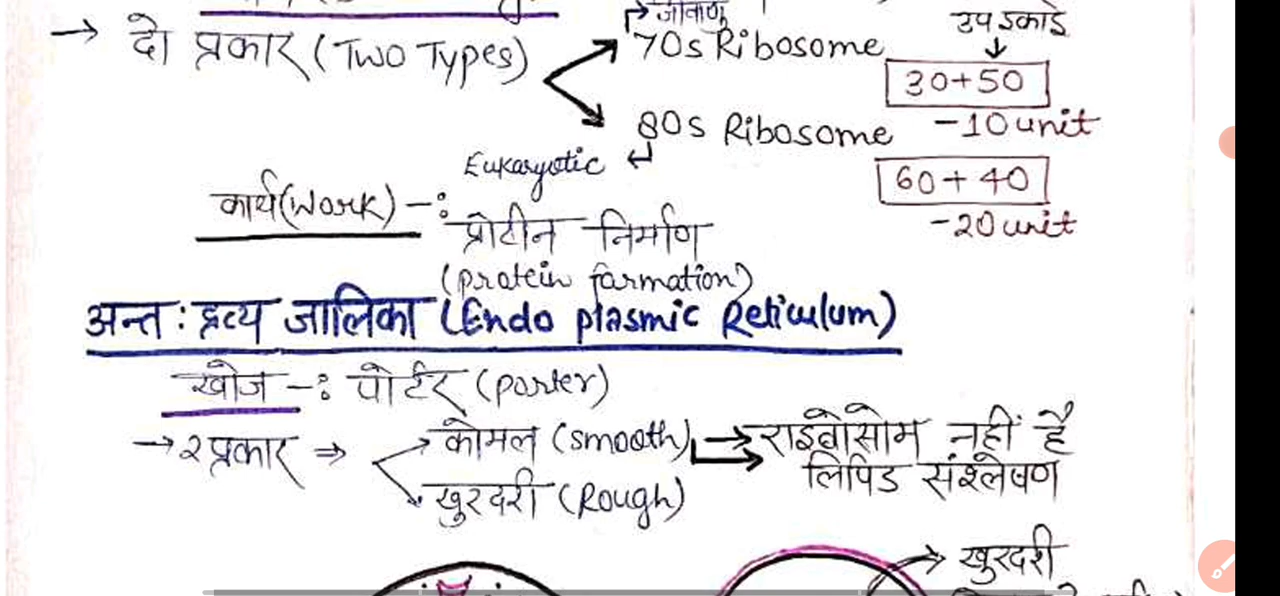 जीवाणु
→ दो प्रकार (Two Types) 70s Ribosome उपइकाई
30+50
80s Ribosome -10 unit
Eukaryotic
60+40
कार्य (Work) -: -20 unit
प्रोटीन निर्माण
(protein formation)
अन्त: द्रव्य जालिका (Endo plasmic Reticulum)
खोज -: पोर्टर (porter)
→ २ प्रकार ⇒ कोमल (smooth) → राइबोसोम नहीं है
लिपिड संश्लेषण
खुरदरी (Rough)
→ खुरदरी